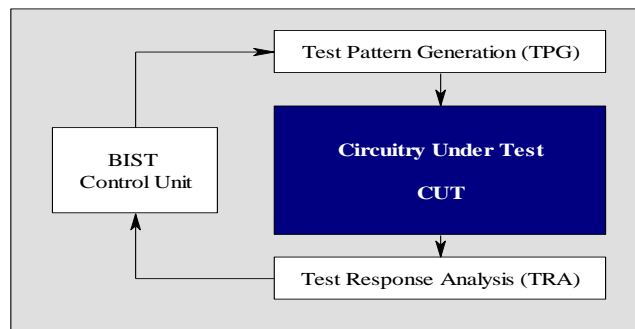 Test Pattern Generation (TPG)
Circuitry Under Test
CUT
BIST
Control Unit
Test Response Analysis (TRA)